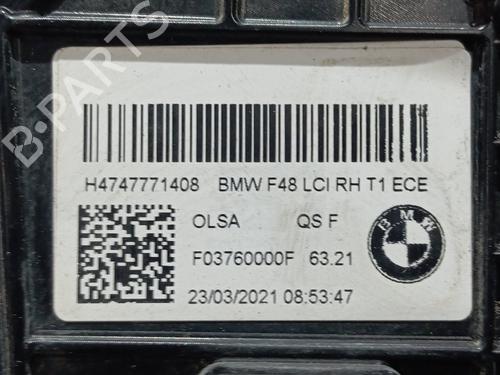 H4747771408 BMW F48 LCI RH T1 ECE
OLSA QS F
F03760000F 63.21
BMW
23/03/2021 08:53:47
B-PARTS